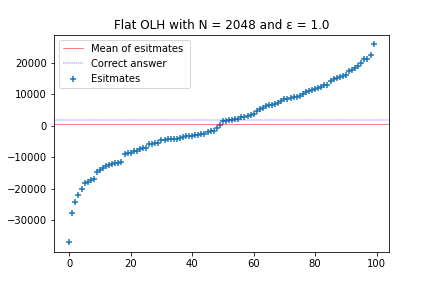 Flat OLH with N = 2048 and ε = 1.0
Mean of esitmates
Correct answer
Esitmates
20000
10000
0
−10000
−20000
−30000
0 20 40 60 80 100